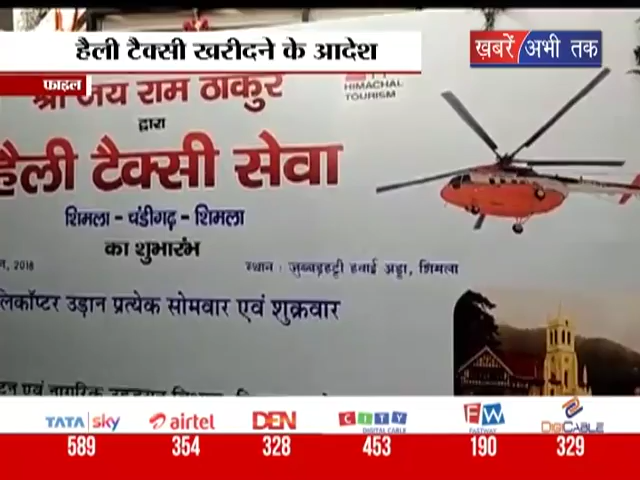 हैली टैक्सी खरीदने के आदेश
ख़बरें अभी तक
फाइल
श्री जय राम ठाकुर
HIMACHAL
TOURISM
द्वारा
हैली टैक्सी सेवा
शिमला - चंडीगढ़ - शिमला
का शुभारंभ
, 2018
स्थान : जुब्बड़हट्टी हवाई अड्डा, शिमला
उड़ान प्रत्येक सोमवार एवं शुक्रवार
एवं नागरिक
TATA sky
airtel
DEN
CITY
DIGITAL CABLE
FW
FASTWAY
DIGICABLE
589
354
328
453
190
329